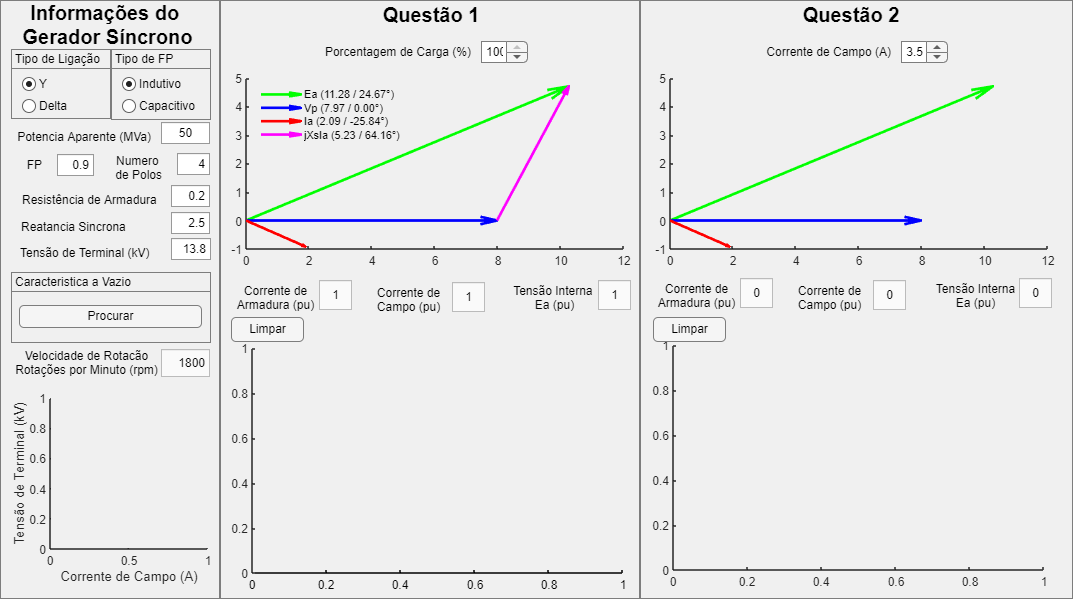 Informações do
Gerador Síncrono
Tipo de Ligação
Tipo de FP
Y
Indutivo
Delta
Capacitivo
Potencia Aparente (MVa) 50
FP 0.9
Numero
de Polos
4
Resistência de Armadura 0.2
Reatancia Sincrona 2.5
Tensão de Terminal (kV) 13.8
Caracteristica a Vazio
Procurar
Velocidade de Rotacão
Rotações por Minuto (rpm)
1800
Tensão de Terminal (kV)
1
0.8
0.6
0.4
0.2
0
0 0.5 1
Corrente de Campo (A)
Questão 1
Porcentagem de Carga (%)
Ea (11.28 / 24.67°)
Vp (7.97 / 0.00°)
Ia (2.09 / -25.84°)
jXsIa (5.23 / 64.16°)
5
4
3
2
1
0
-1
0 2 4 6 8 10 12
Corrente de
Armadura (pu)
1
Corrente de
Campo (pu)
1
Tensão Interna
Ea (pu)
1
Limpar
1
0.8
0.6
0.4
0.2
0
0 0.2 0.4 0.6 0.8 1
Questão 2
Corrente de Campo (A) 3.5
5
4
3
2
1
0
-1
0 2 4 6 8 10 12
Corrente de
Armadura (pu)
0
Corrente de
Campo (pu)
0
Tensão Interna
Ea (pu)
0
Limpar
1
0.8
0.6
0.4
0.2
0
0 0.2 0.4 0.6 0.8 1